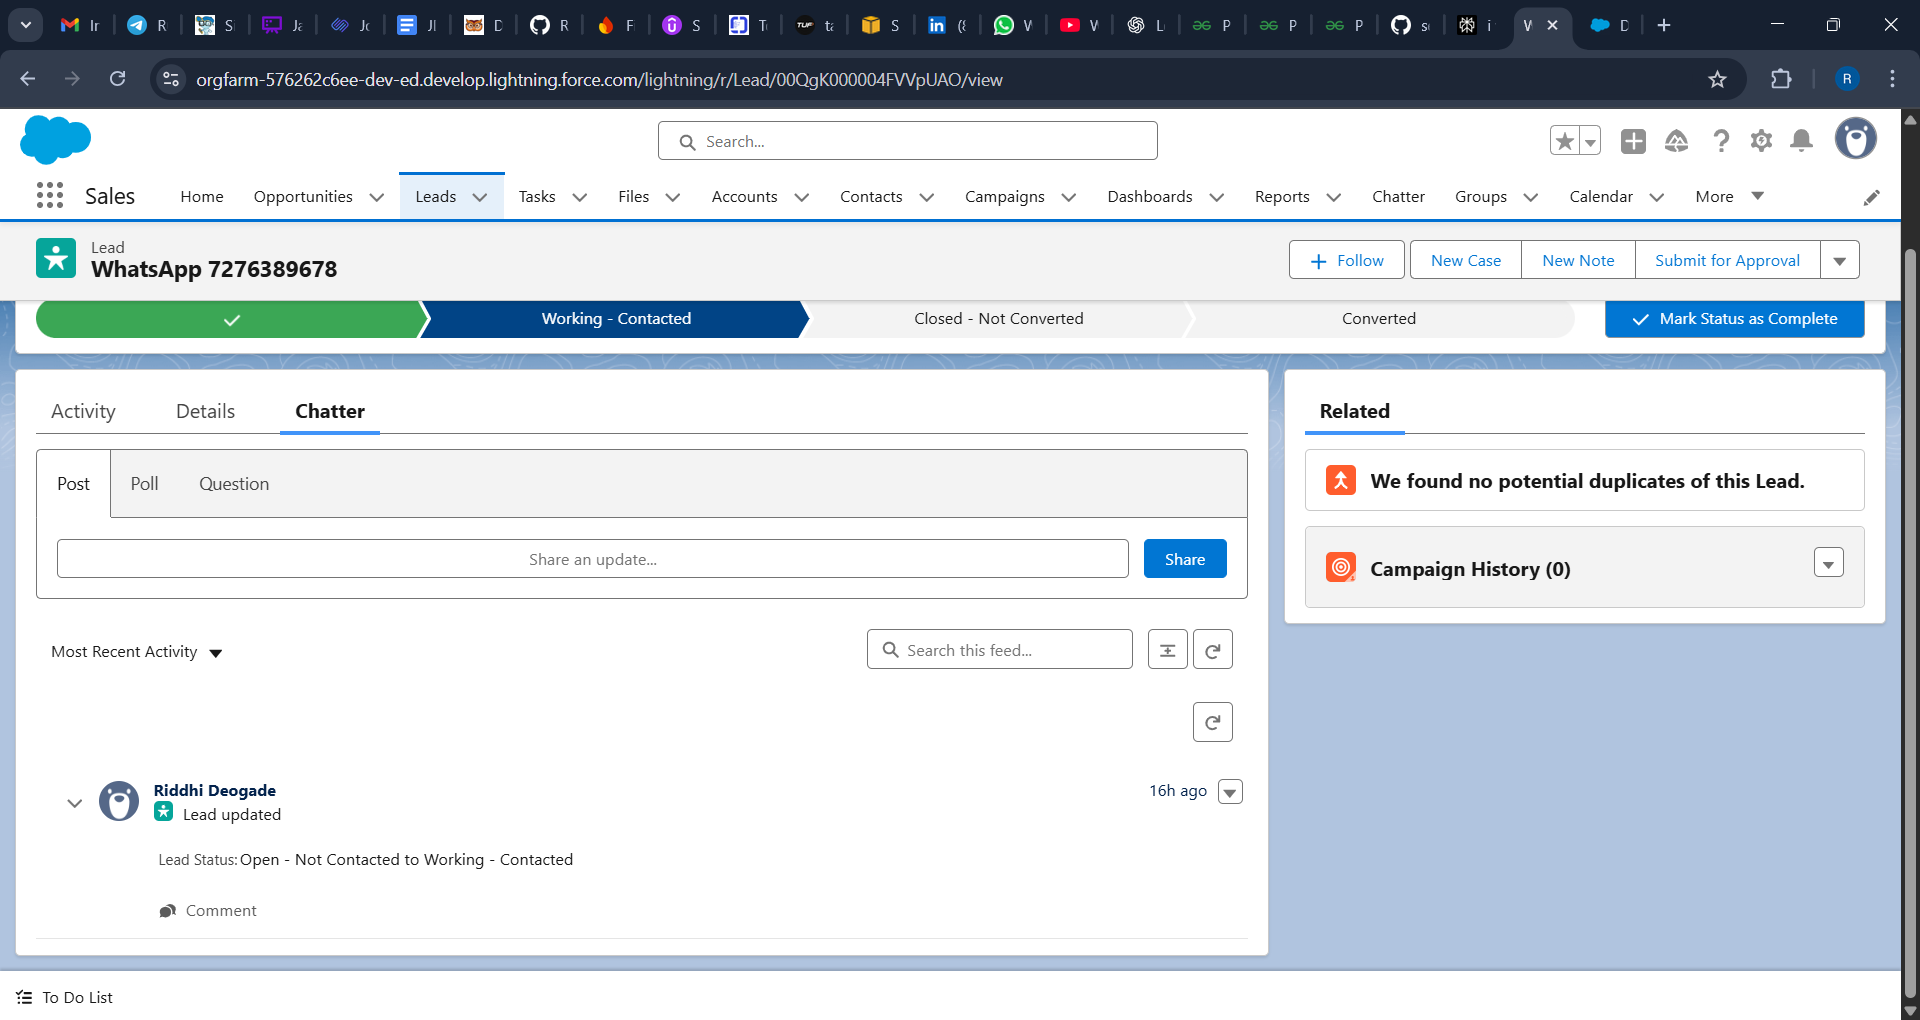 orgfarm-576262c6ee-dev-ed.develop.lightning.force.com/lightning/r/Lead/00QgK000004FVVpUAO/view
R
Search...
Sales
Home
Opportunities
Leads
Tasks
Files
Accounts
Contacts
Campaigns
Dashboards
Reports
Chatter
Groups
Calendar
More
Lead
WhatsApp 7276389678
Follow
New Case
New Note
Submit for Approval
Working - Contacted
Closed - Not Converted
Converted
Mark Status as Complete
Activity
Details
Chatter
Related
Post
Poll
Question
We found no potential duplicates of this Lead.
Share an update...
Share
Campaign History (0)
Most Recent Activity
Search this feed...
Riddhi Deogade
16h ago
Lead updated
Lead Status: Open - Not Contacted to Working - Contacted
Comment
To Do List